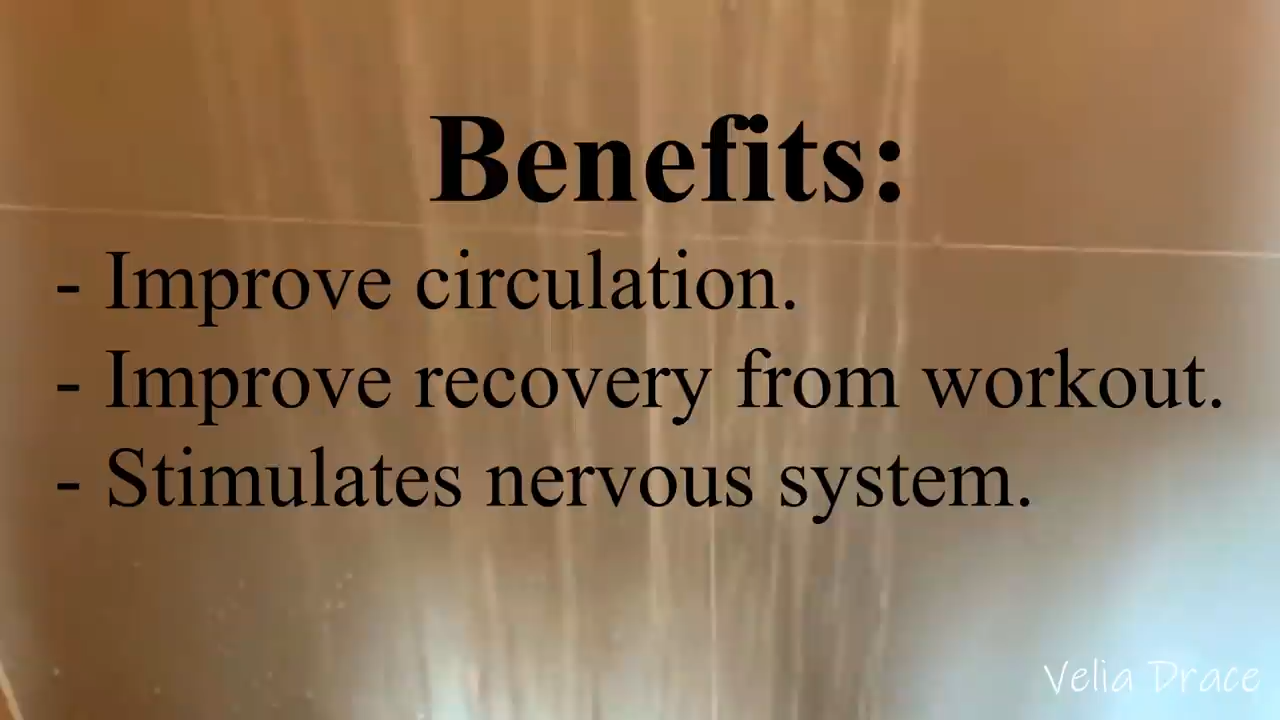 Benefits:
- Improve circulation.
- Improve recovery from workout.
- Stimulates nervous system.
Velia Drace